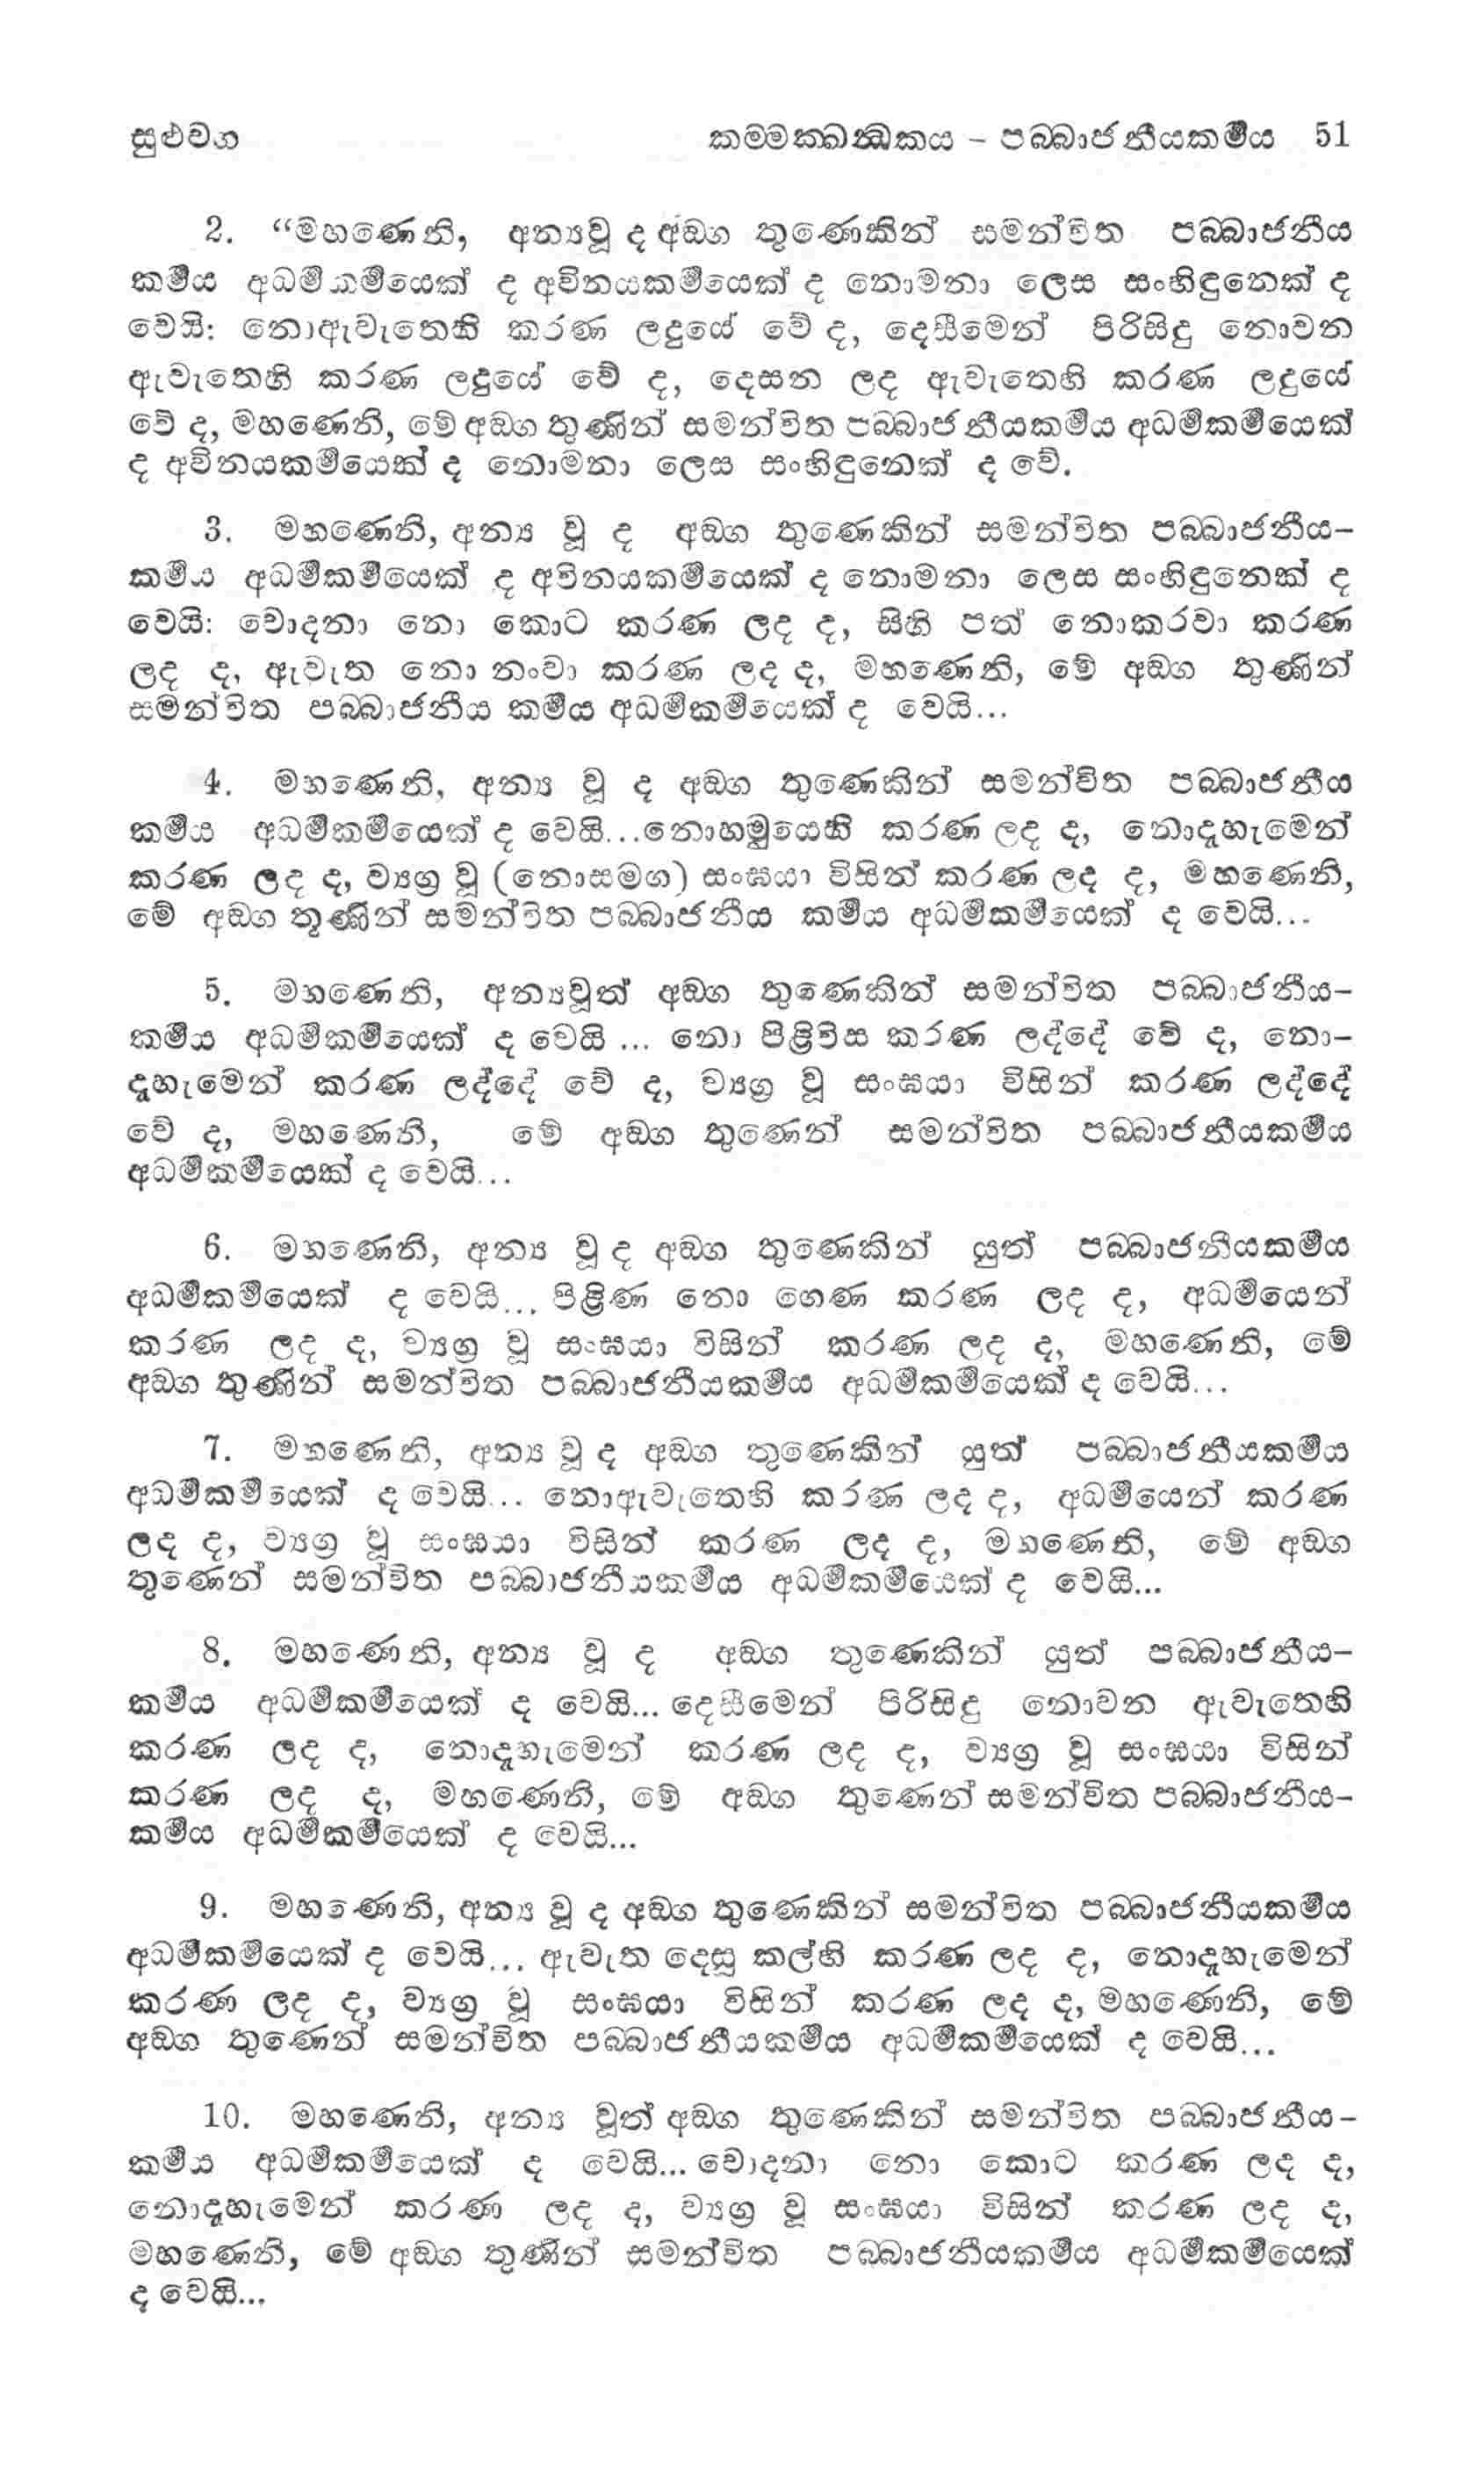 සුළුවග කම්මක්ඛන්ධකය – පබ්බාජනීයකර්‍මය 51
2. “මහණෙනි, අන්‍යවූ ද අඞ්ග තුණෙකින් සමන්විත පබ්බාජනීය
කර්‍මය අධර්‍මකර්‍මයෙක් ද අවිනයකර්‍මයෙක් ද නොමනා ලෙස සංහිඳුනෙක් ද
වෙයි: නොඇවැතෙහි කරණ ලදුයේ වේ ද, දෙසීමෙන් පිරිසිදු නොවන
ඇවැතෙහි කරණ ලදුයේ වේ ද, දෙසන ලද ඇවැතෙහි කරණ ලදුයේ
වේ ද, මහණෙනි, මේ අඞ්ග තුණින් සමන්විත පබ්බාජනීයකර්‍මය අධර්‍මකර්‍මයෙක්
ද අවිනයකර්‍මයෙක් ද නොමනා ලෙස සංහිඳුනෙක් ද වේ.
3. මහණෙනි, අන්‍ය වූ ද අඞ්ග තුණෙකින් සමන්විත පබ්බාජනීය–
කර්‍මය අධර්‍මකර්‍මයෙක් ද අවිනයකර්‍මයෙක් ද නොමනා ලෙස සංහිඳුනෙක් ද
වෙයි: චොදනා නො කොට කරණ ලද ද, සිහි පත් නොකරවා කරණ
ලද ද, ඇවැත නො නංවා කරණ ලද ද, මහණෙනි, මේ අඞ්ග තුණින්
සමන්විත පබ්බාජනීය කර්‍මය අධර්‍මකර්‍මයෙක් ද වෙයි...
4. මහණෙනි, අන්‍ය වූ ද අඞ්ග තුණෙකින් සමන්විත පබ්බාජනීය
කර්‍මය අධර්‍මකර්‍මයෙක් ද වෙයි...නොහමුයෙහි කරණ ලද ද, නොදැහැමෙන්
කරණ ලද ද, ව්‍යග්‍ර වූ (නොසමග) සංඝයා විසින් කරණ ලද ද, මහණෙනි,
මේ අඞ්ග තුණින් සමන්විත පබ්බාජනීය කර්‍මය අධර්‍මකර්‍මයෙක් ද වෙයි...
5. මහණෙනි, අන්‍යවූත් අඞ්ග තුණෙකින් සමන්විත පබ්බාජනීය–
කර්‍මය අධර්‍මකර්‍මයෙක් ද වෙයි ... නො පිළිවිස කරණ ලද්දේ වේ ද, නො–
දැහැමෙන් කරණ ලද්දේ වේ ද, ව්‍යග්‍ර වූ සංඝයා විසින් කරණ ලද්දේ
වේ ද, මහණෙනි, මේ අඞ්ග තුණෙන් සමන්විත පබ්බාජනීයකර්‍මය
අධර්‍මකර්‍මයෙක් ද වෙයි...
6. මහණෙනි, අන්‍ය වූ ද අඞ්ග තුණෙකින් යුත් පබ්බාජනීයකර්‍මය
අධර්‍මකර්‍මයෙක් ද වෙයි... පිළිණ නො ගෙණ කරණ ලද ද, අධර්‍මයෙන්
කරණ ලද ද, ව්‍යග්‍ර වූ සංඝයා විසින් කරණ ලද ද, මහණෙනි, මේ
අඞ්ග තුණින් සමන්විත පබ්බාජනීයකර්‍මය අධර්‍මකර්‍මයෙක් ද වෙයි...
7. මහණෙනි, අන්‍ය වූ ද අඞ්ග තුණෙකින් යුත් පබ්බාජනීයකර්‍මය
අධර්‍මකර්‍මයෙක් ද වෙයි... නොඇවැතෙහි කරණ ලද ද, අධර්‍මයෙන් කරණ
ලද ද, ව්‍යග්‍ර වූ සංඝයා විසින් කරණ ලද ද, මහණෙනි, මේ අඞ්ග
තුණෙන් සමන්විත පබ්බාජනීයකර්‍මය අධර්‍මකර්‍මයෙක් ද වෙයි...
8. මහණෙනි, අන්‍ය වූ ද අඞ්ග තුණෙකින් යුත් පබ්බාජනීය–
කර්‍මය අධර්‍මකර්‍මයෙක් ද වෙයි... දෙසීමෙන් පිරිසිදු නොවන ඇවැතෙහි
කරණ ලද ද, නොදැහැමෙන් කරණ ලද ද, ව්‍යග්‍ර වූ සංඝයා විසින්
කරණ ලද ද, මහණෙනි, මේ අඞ්ග තුණෙන් සමන්විත පබ්බාජනීය–
කර්‍මය අධර්‍මකර්‍මයෙක් ද වෙයි...
9. මහණෙනි, අන්‍ය වූ ද අඞ්ග තුණෙකින් සමන්විත පබ්බාජනීයකර්‍මය
අධර්‍මකර්‍මයෙක් ද වෙයි... ඇවැත දෙසූ කල්හි කරණ ලද ද, නොදැහැමෙන්
කරණ ලද ද, ව්‍යග්‍ර වූ සංඝයා විසින් කරණ ලද ද, මහණෙනි, මේ
අඞ්ග තුණෙන් සමන්විත පබ්බාජනීයකර්‍මය අධර්‍මකර්‍මයෙක් ද වෙයි...
10. මහණෙනි, අන්‍ය වූත් අඞ්ග තුණෙකින් සමන්විත පබ්බාජනීය–
කර්‍මය අධර්‍මකර්‍මයෙක් ද වෙයි... චොදනා නො කොට කරණ ලද ද,
නොදැහැමෙන් කරණ ලද ද, ව්‍යග්‍ර වූ සංඝයා විසින් කරණ ලද ද,
මහණෙනි, මේ අඞ්ග තුණින් සමන්විත පබ්බාජනීයකර්‍මය අධර්‍මකර්‍මයෙක්
ද වෙයි...